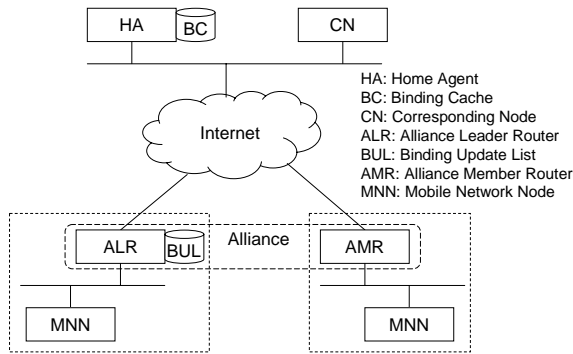 HA
BC
CN
HA: Home Agent
BC: Binding Cache
CN: Corresponding Node
ALR: Alliance Leader Router
BUL: Binding Update List
AMR: Alliance Member Router
MNN: Mobile Network Node
Internet
ALR
BUL
Alliance
AMR
MNN
MNN